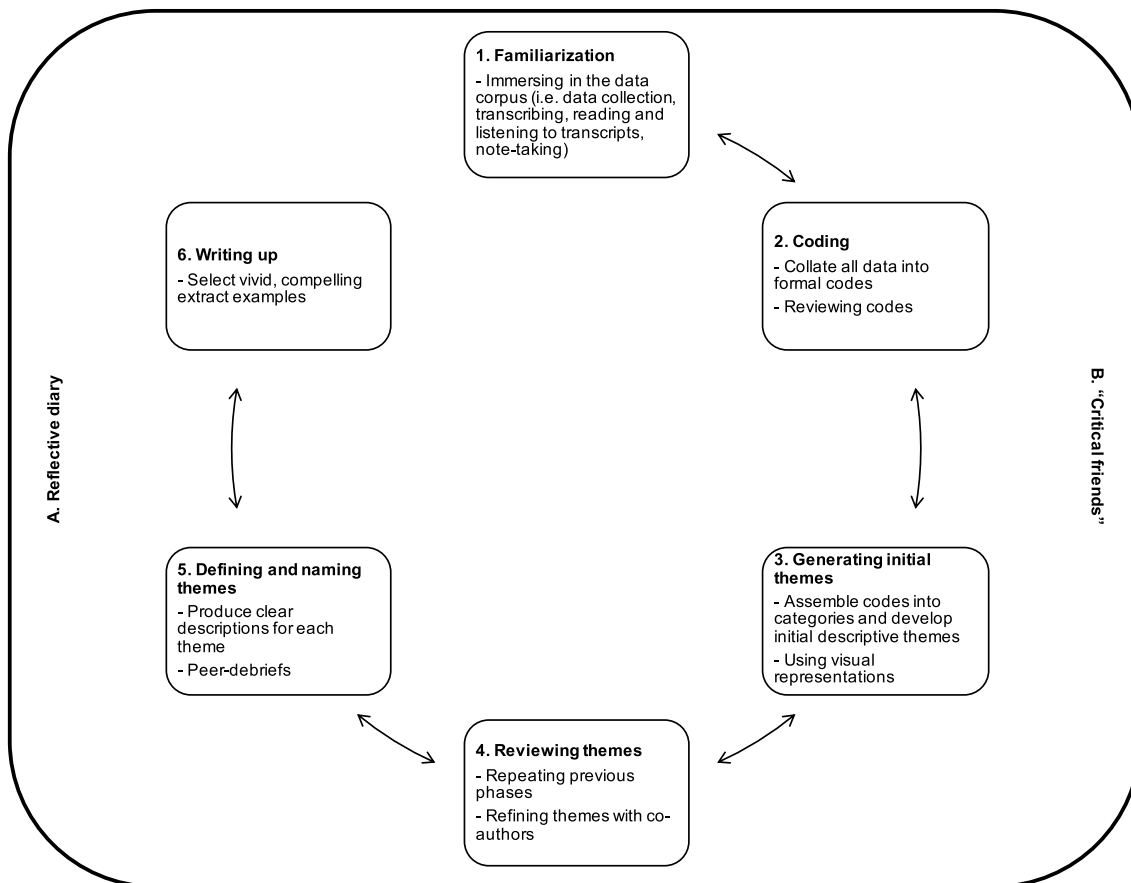 1. Familiarization
- Immersing in the data
corpus (i.e. data collection,
transcribing, reading and
listening to transcripts,
note-taking)
2. Coding
- Collate all data into
formal codes
- Reviewing codes
3. Generating initial
themes
- Assemble codes into
categories and develop
initial descriptive themes
- Using visual
representations
4. Reviewing themes
- Repeating previous
phases
- Refining themes with co-
authors
5. Defining and naming
themes
- Produce clear
descriptions for each
theme
- Peer-debriefs
6. Writing up
- Select vivid, compelling
extract examples
A. Reflective diary
B. “Critical friends”